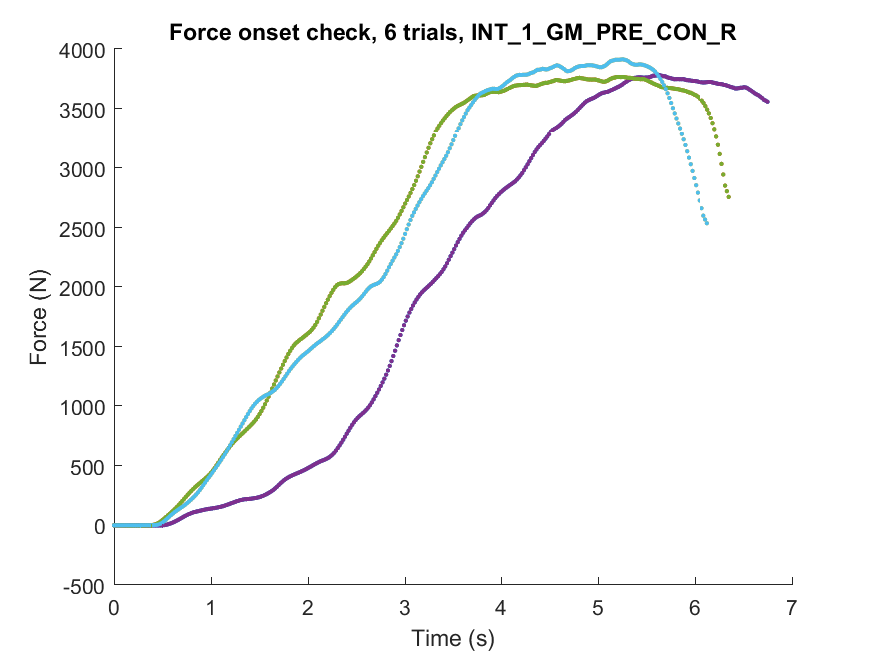 Force onset check, 6 trials, INT_1_GM_PRE_CON_R
4000
3500
3000
2500
2000
1500
1000
500
0
-500
Force (N)
0 1 2 3 4 5 6 7
Time (s)